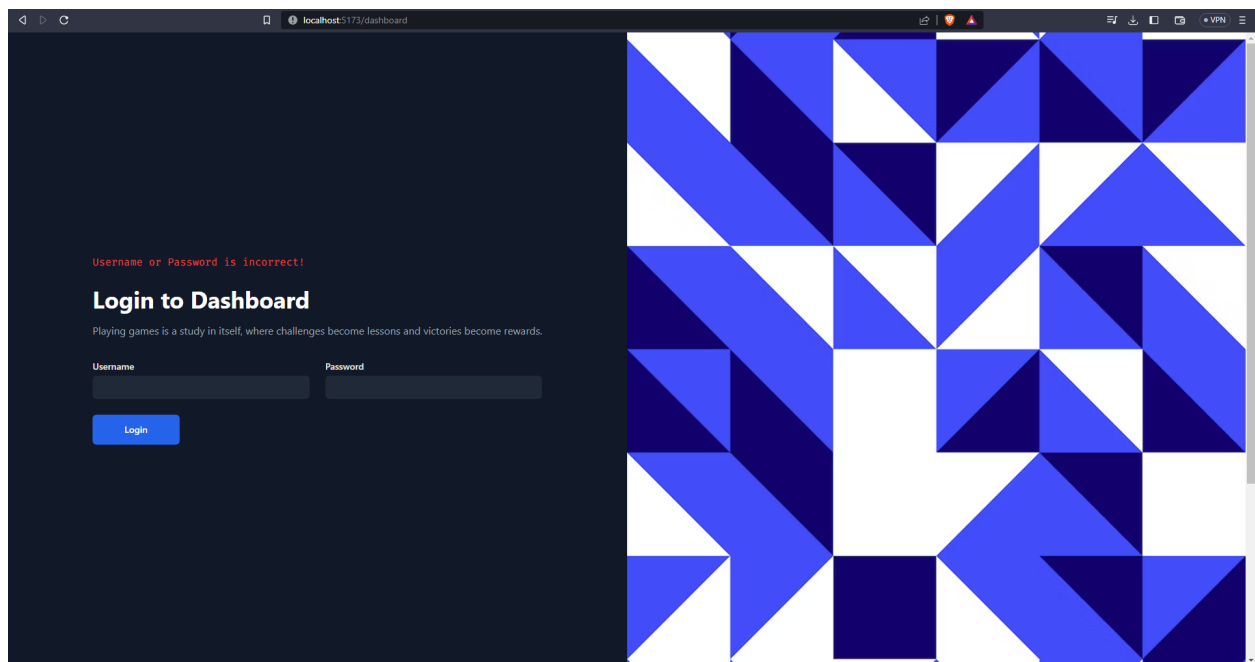 localhost:5173/dashboard
VPN
Username or Password is incorrect!
Login to Dashboard
Playing games is a study in itself, where challenges become lessons and victories become rewards.
Username Password
Login